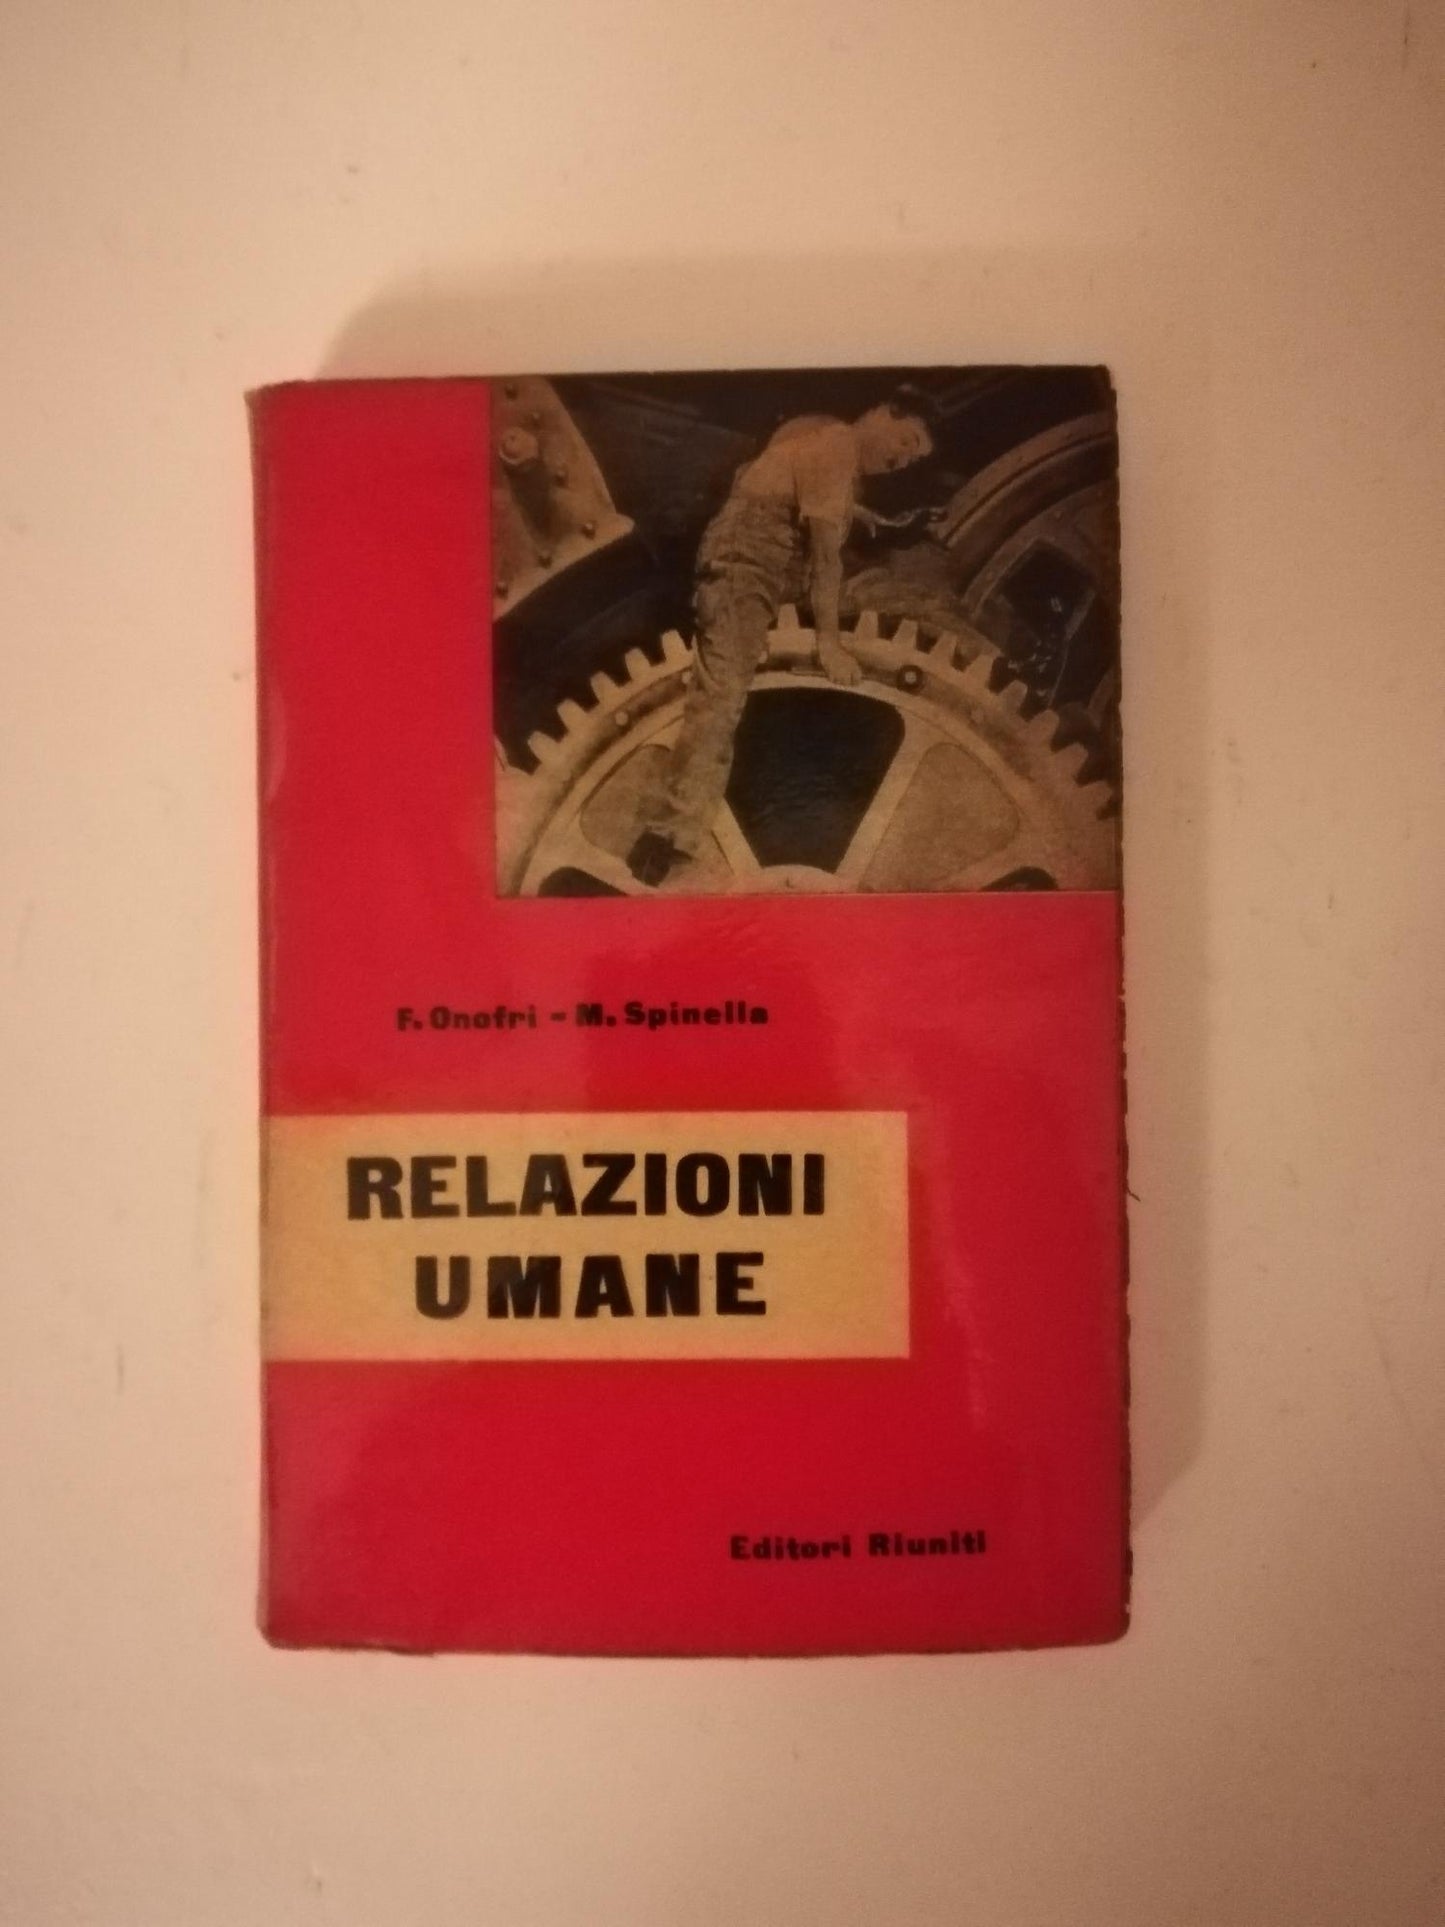 F. Onofri - M. Spinella
RELAZIONI
UMANE
Editori Riuniti